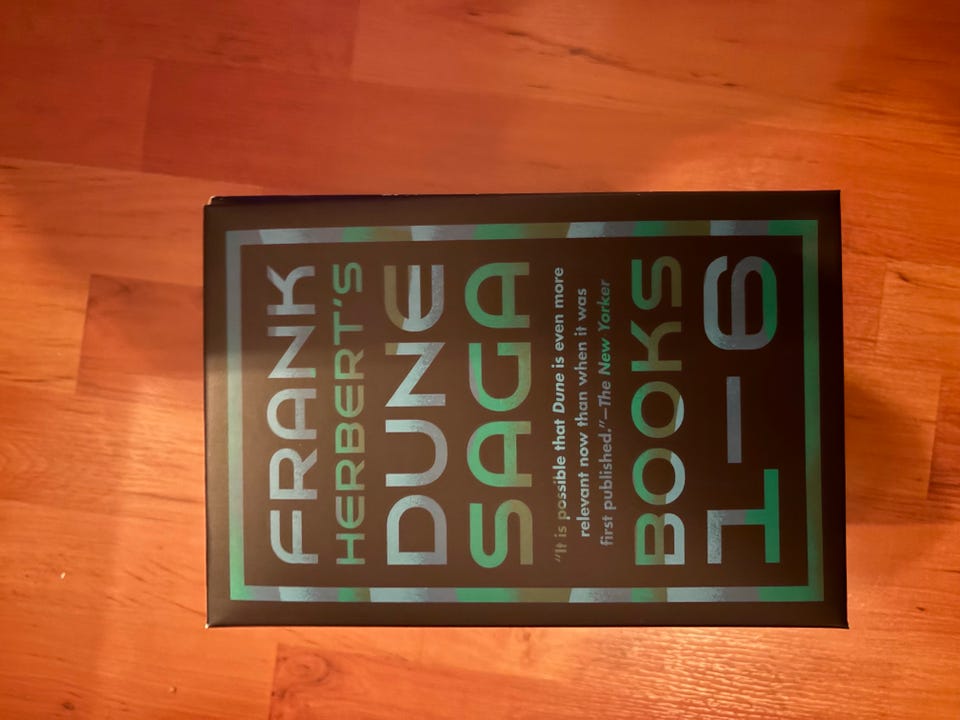 FRANK
HERBERT'S
DUNE
SAGA
"It is possible that Dune is even more
relevant now than when it was
first published."—The New Yorker
BOOKS
1–6